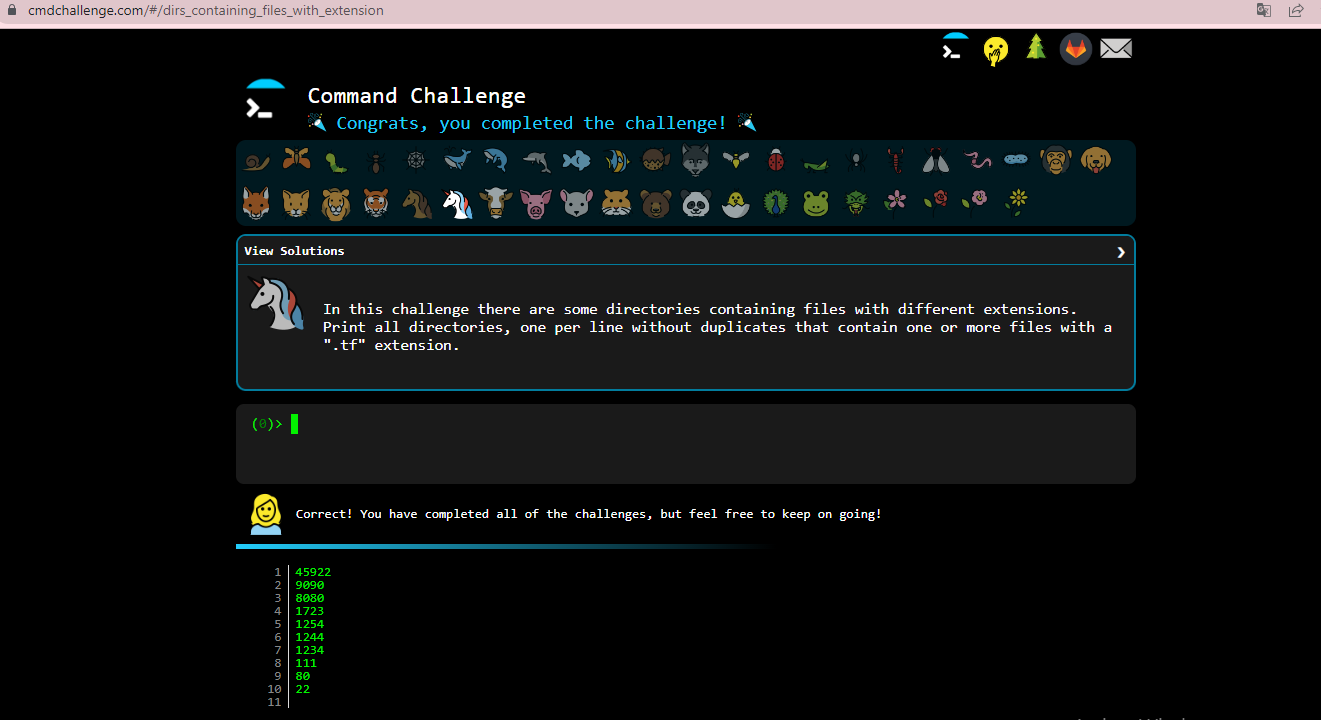 cmdchallenge.com/#/dirs_containing_files_with_extension
Command Challenge
Congrats, you completed the challenge!
View Solutions
In this challenge there are some directories containing files with different extensions.
Print all directories, one per line without duplicates that contain one or more files with a
".tf" extension.
(0)>
Correct! You have completed all of the challenges, but feel free to keep on going!
1 45922
2 9090
3 8080
4 1723
5 1254
6 1244
7 1234
8 111
9 80
10 22
11